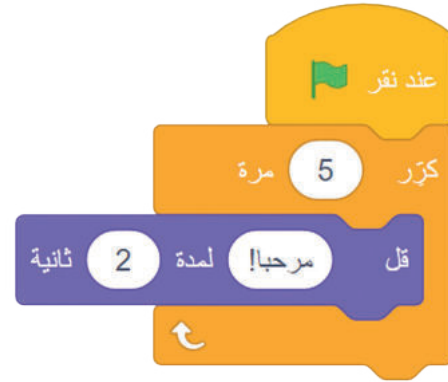 عند نقر
كرّر 5 مرة
قل مرحبا! لمدة 2 ثانية